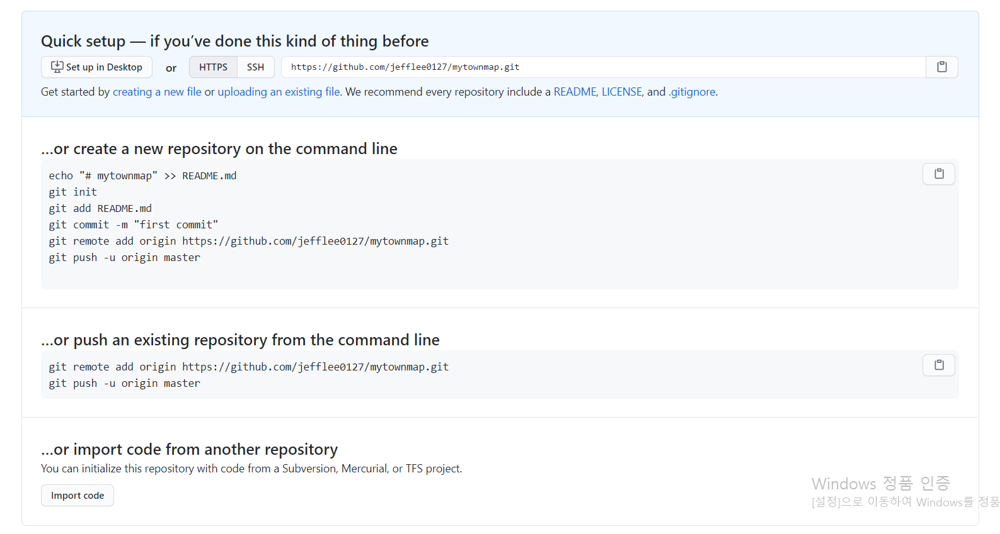 Quick setup — if you’ve done this kind of thing before
Set up in Desktop or HTTPS SSH https://github.com/jefflee0127/mytownmap.git
Get started by creating a new file or uploading an existing file. We recommend every repository include a README, LICENSE, and .gitignore.
…or create a new repository on the command line
echo "# mytownmap" >> README.md
git init
git add README.md
git commit -m "first commit"
git remote add origin https://github.com/jefflee0127/mytownmap.git
git push -u origin master
…or push an existing repository from the command line
git remote add origin https://github.com/jefflee0127/mytownmap.git
git push -u origin master
…or import code from another repository
You can initialize this repository with code from a Subversion, Mercurial, or TFS project.
Import code
Windows 정품 인증
[설정]으로 이동하여 Windows를 정품